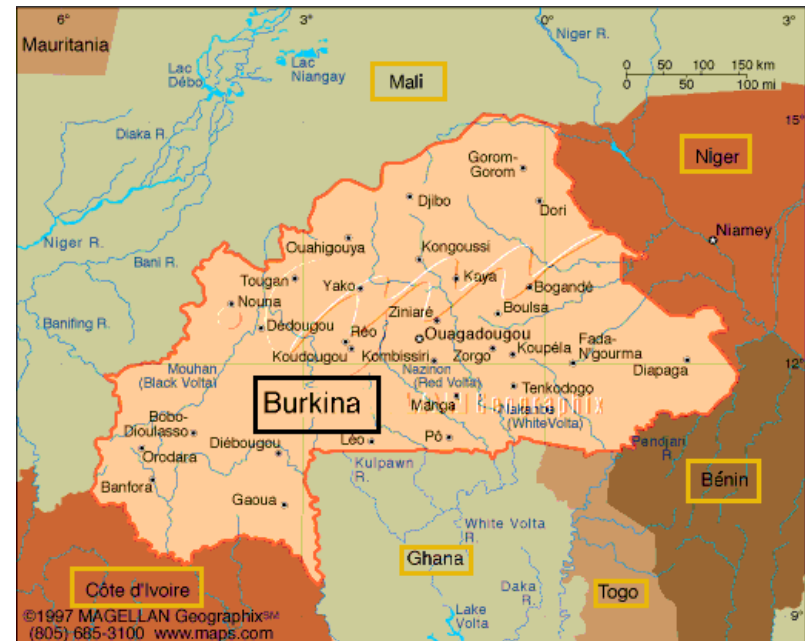 6°
3°
0°
3°
Mauritania
Niger R.
Lac
Débo
Lac
Niangay
Mali
0 50 100 150 km
0 50 100 mi
15°
Diaka R.
Gorom-
Gorom
Niger
Djibo
Dori
Niamey
Ouahigouya
Kongoussi
Niger R.
Bani R.
Tougan
Yako
Kaya
Bogandé
Nouna
Boulsa
Ziniaré
Banifing R.
Dédougou
Réo
Ouagadougou
Fada-
N'gourma
Koudougou
Kombissiri
Zorgo
Koupéla
Diapaga
12°
Mouhan
(Black Volta)
Nazinon
(Red Volta)
Tenkodogo
Burkina
Manga
Nakanbe
(WhiteVolta)
Bobo-
Dioulasso
Diébougou
Léo
Pô
Pendjari
R.
Orodara
Kulpawn
R.
Banfora
Bénin
Gaoua
White Volta
R.
Ghana
Côte d'Ivoire
Daka
R.
Togo
Lake
Volta
9°
©1997 MAGELLAN Geographix℠
(805) 685-3100 www.maps.com